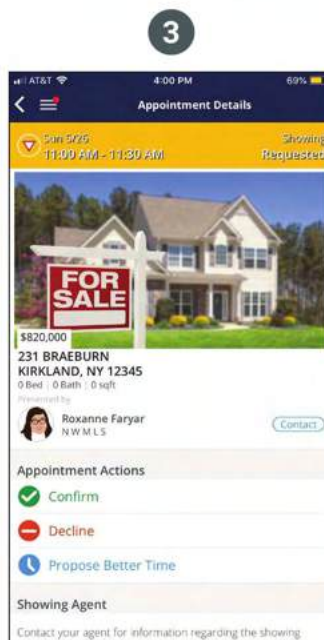 3
AT&T 4:00 PM 69%
Appointment Details
Sun 5/26 Showing
11:00 AM - 11:30 AM Requested
FOR
SALE
$820,000
231 BRAEBURN
KIRKLAND, NY 12345
0 Bed | 0 Bath | 0 sqft
Presented by
Roxanne Faryar
NWMLS
Contact
Appointment Actions
Confirm
Decline
Propose Better Time
Showing Agent
Contact your agent for information regarding the showing